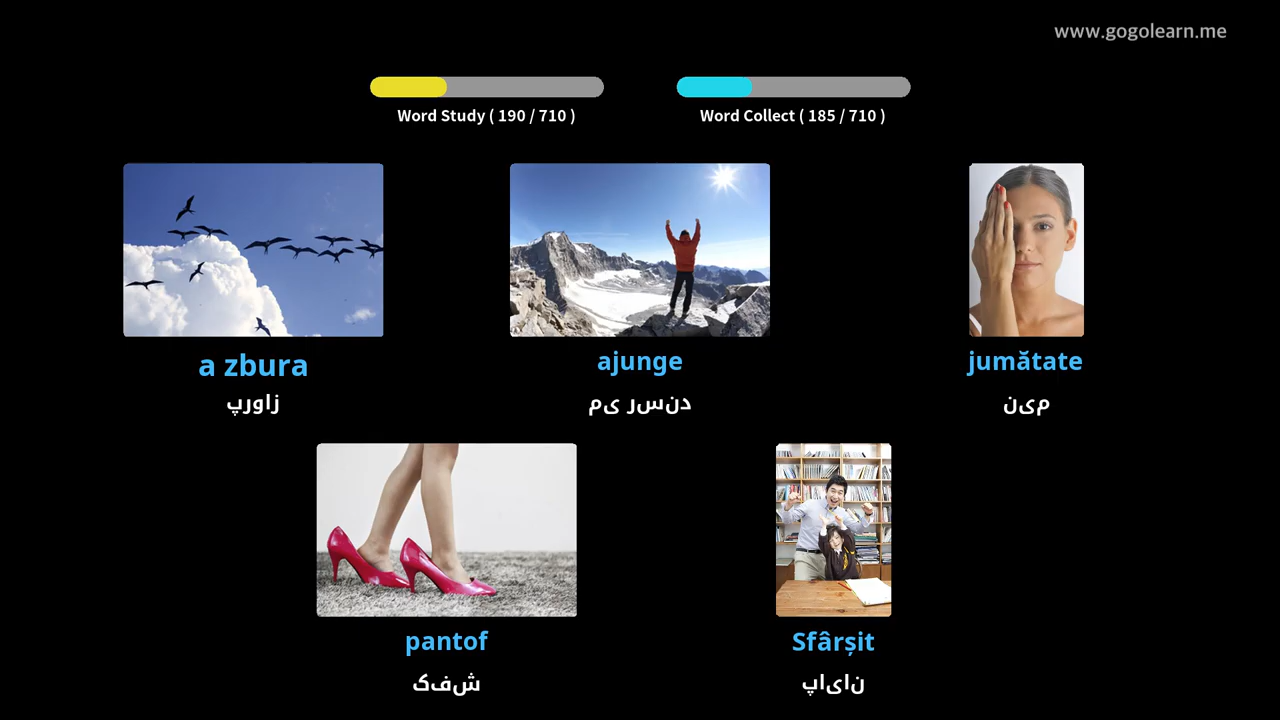 www.gogolearn.me
Word Study ( 190 / 710 )
Word Collect ( 185 / 710 )
a zbura
زاورپ
ajunge
دنسر یم
jumătate
مین
pantof
شفک
Sfârșit
نایاپ